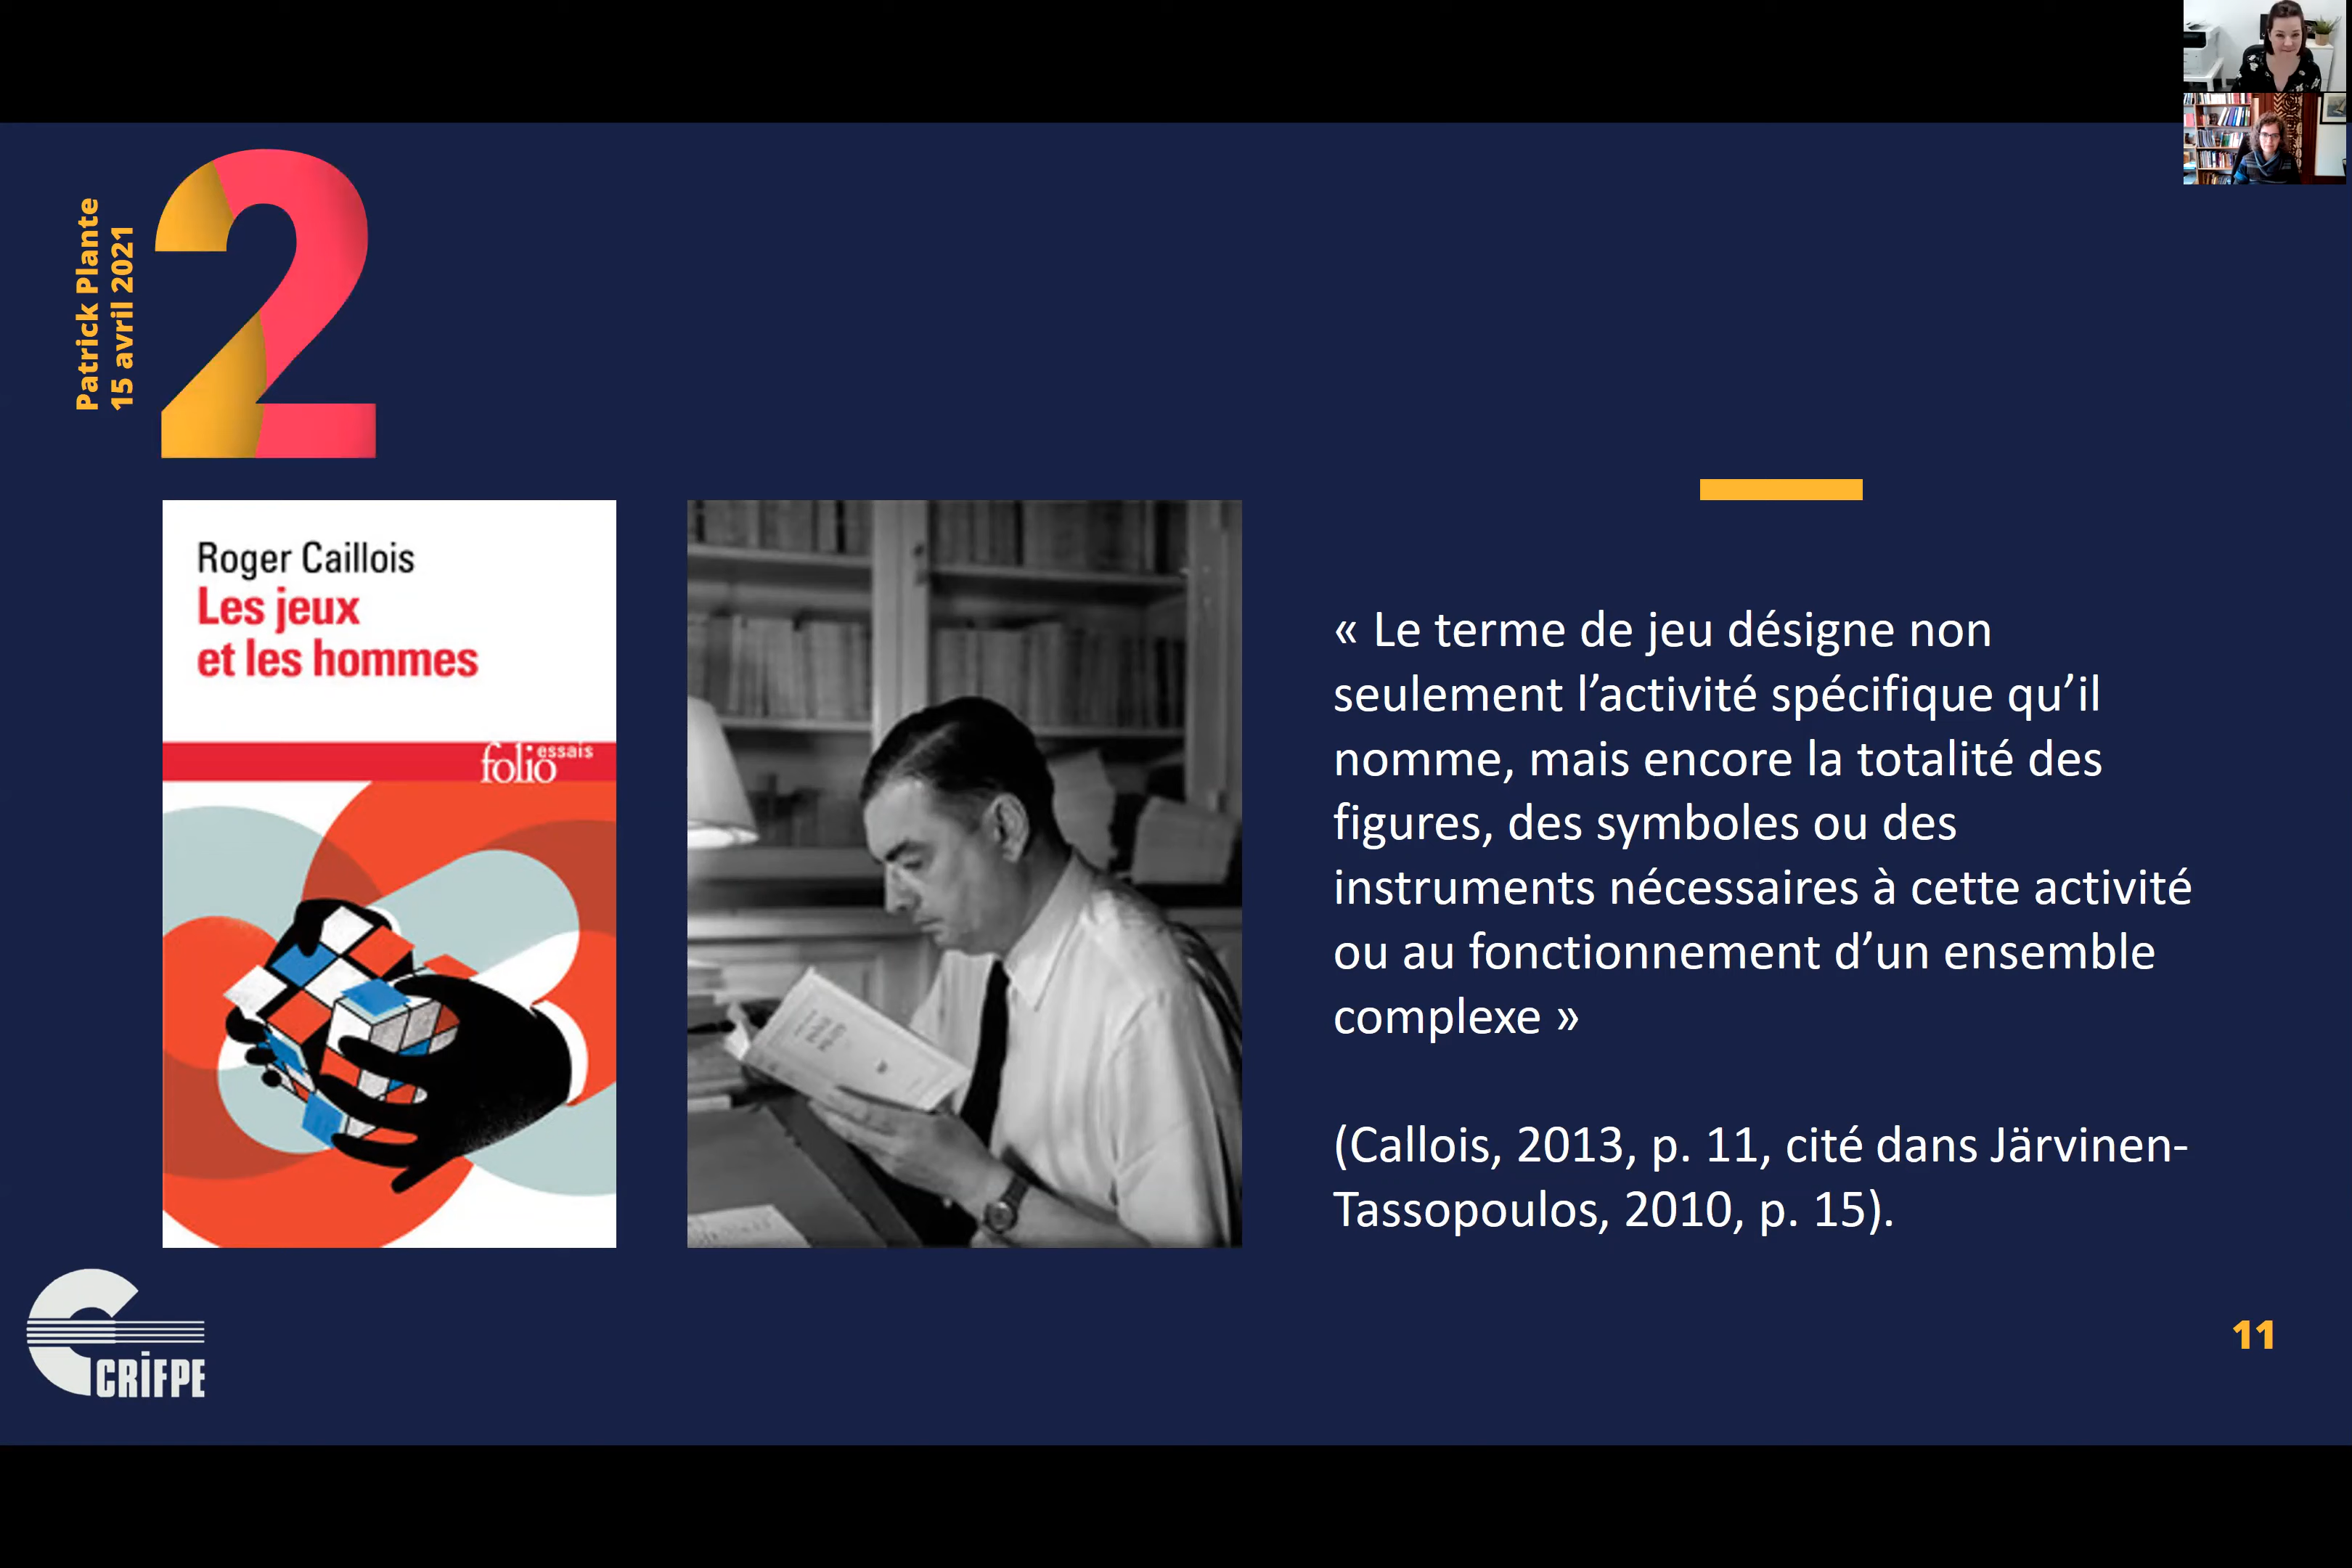 Patrick Plante
15 avril 2021
2
Roger Caillois
Les jeux
et les hommes
folio essais
« Le terme de jeu désigne non
seulement l’activité spécifique qu’il
nomme, mais encore la totalité des
figures, des symboles ou des
instruments nécessaires à cette activité
ou au fonctionnement d’un ensemble
complexe »
(Callois, 2013, p. 11, cité dans Järvinen-
Tassopoulos, 2010, p. 15).
CRIFPE
11